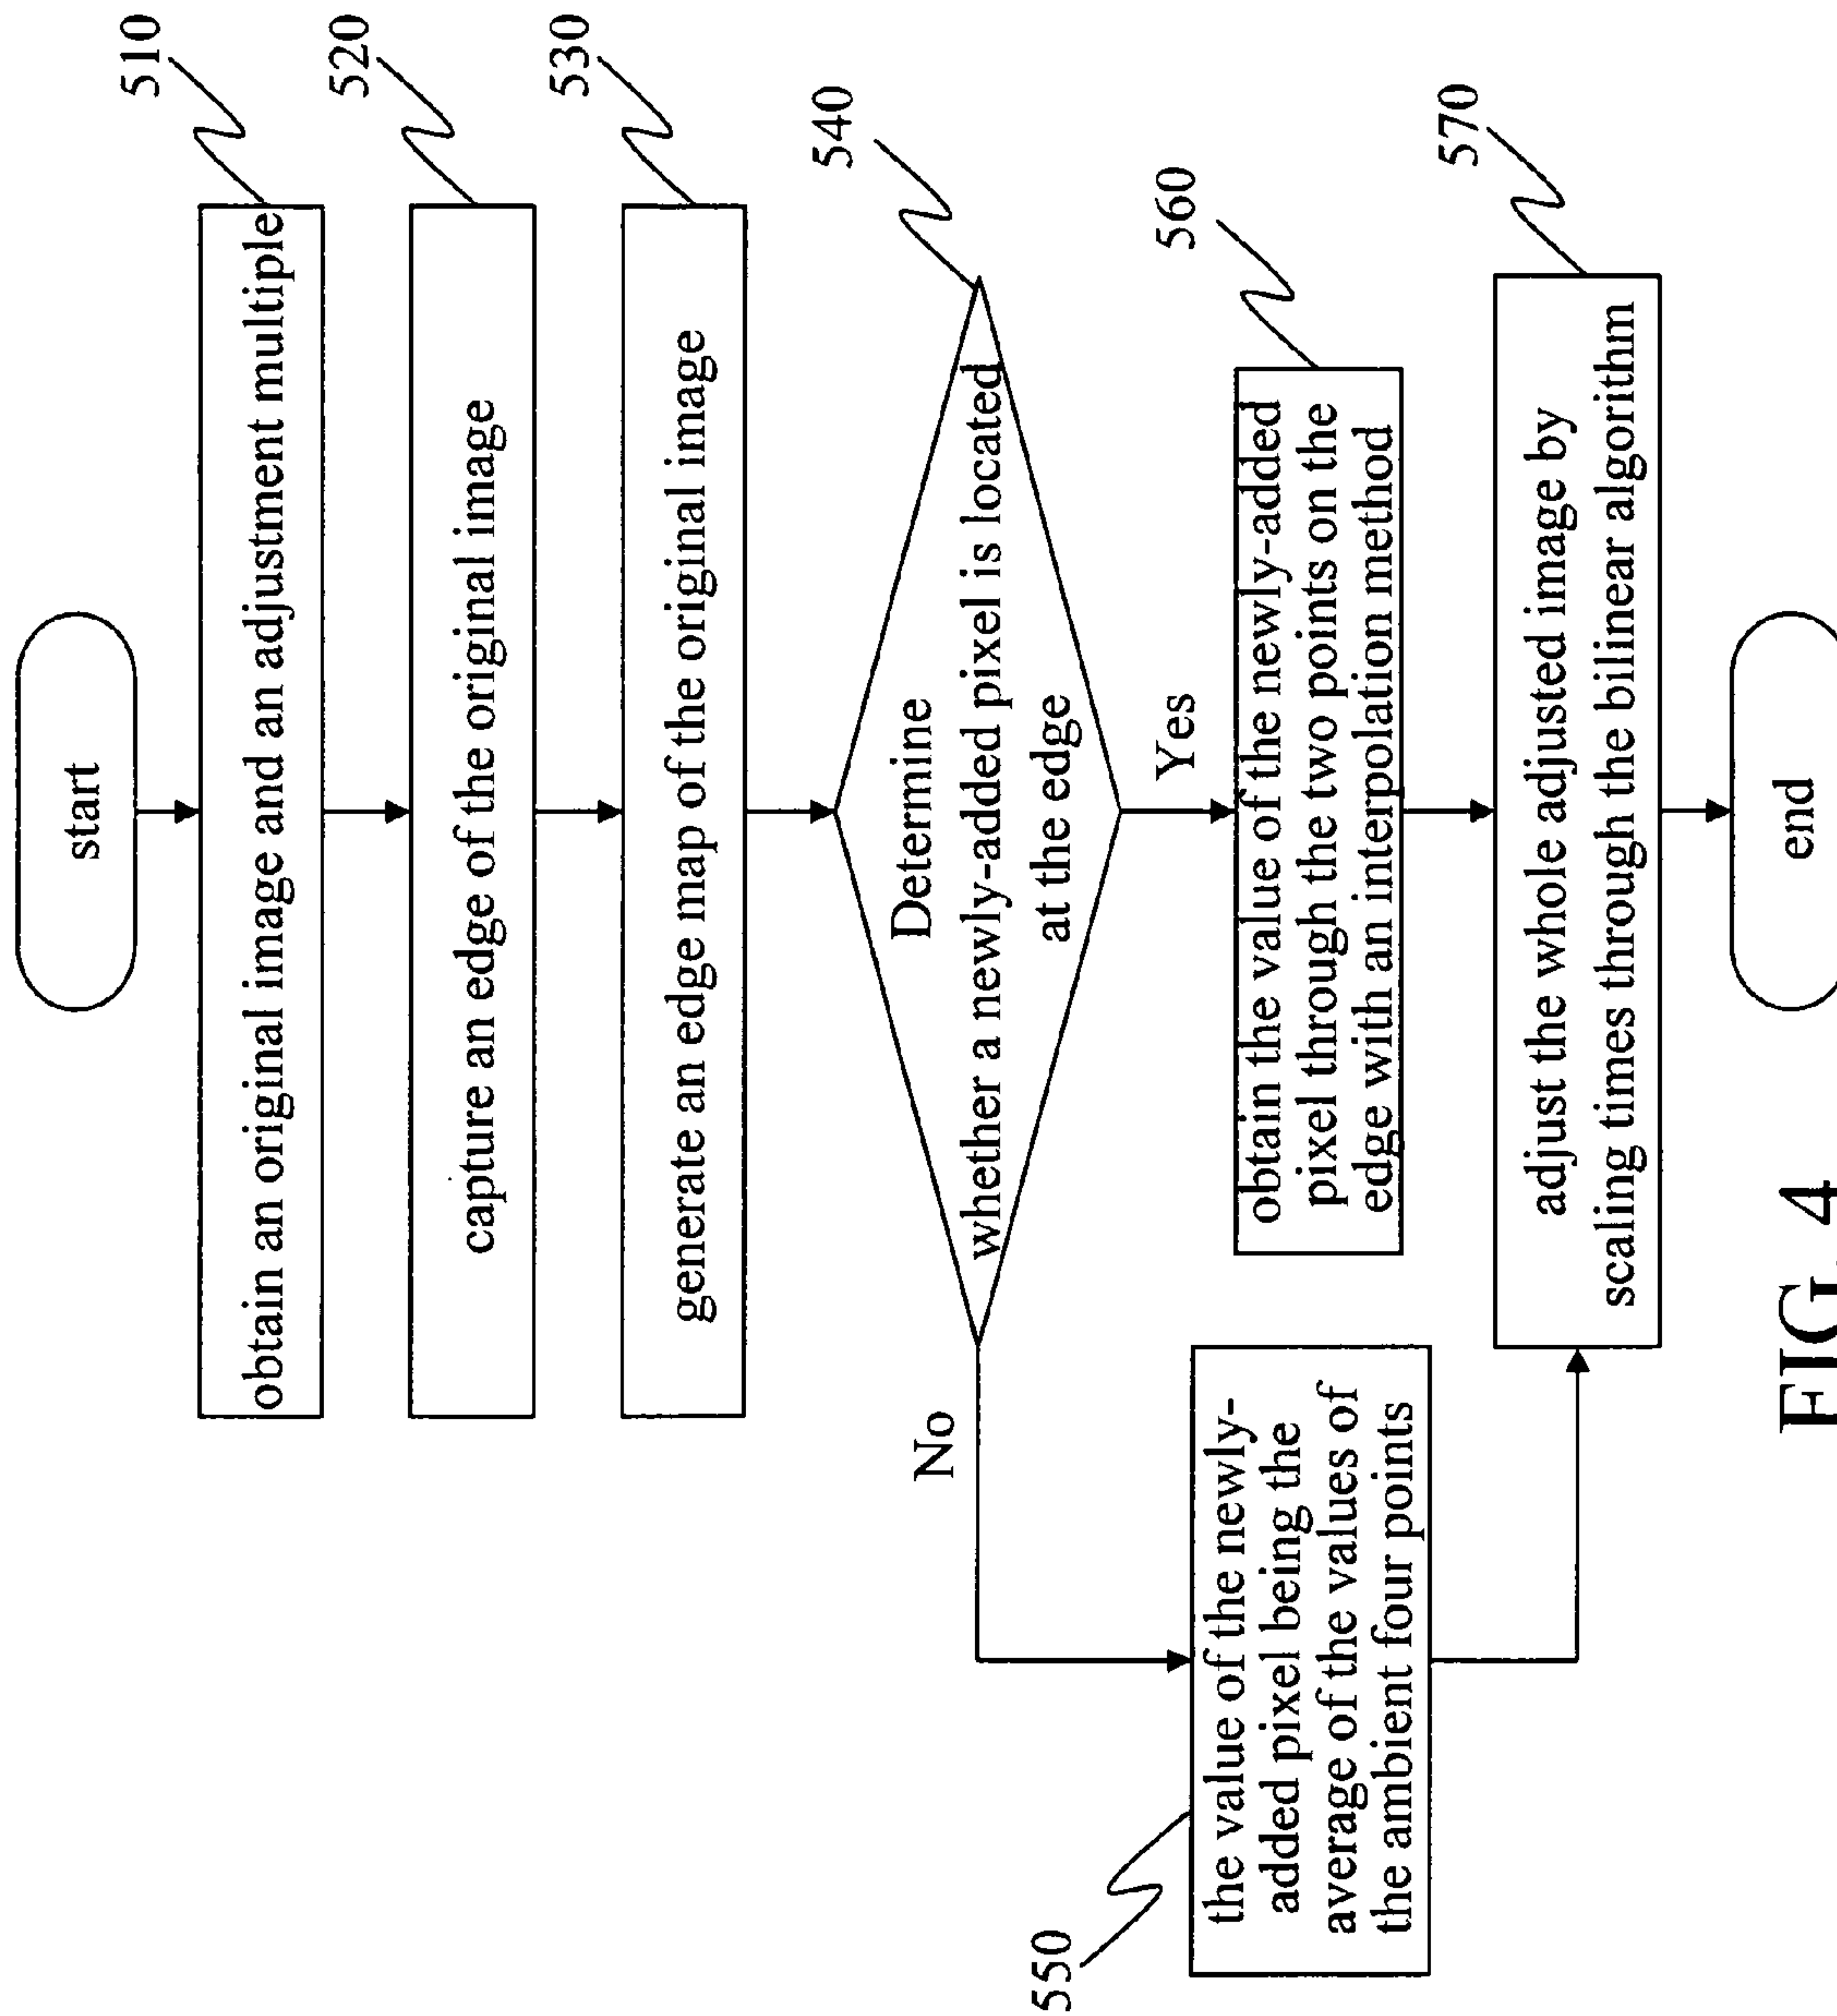 start
510
obtain an original image and an adjustment multiple
520
capture an edge of the original image
530
generate an edge map of the original image
540
Determine
whether a newly-added pixel is located
at the edge
No
Yes
550
the value of the newly-
added pixel being the
average of the values of
the ambient four points
560
obtain the value of the newly-added
pixel through the two points on the
edge with an interpolation method
570
adjust the whole adjusted image by
scaling times through the bilinear algorithm
end
FIG. 4